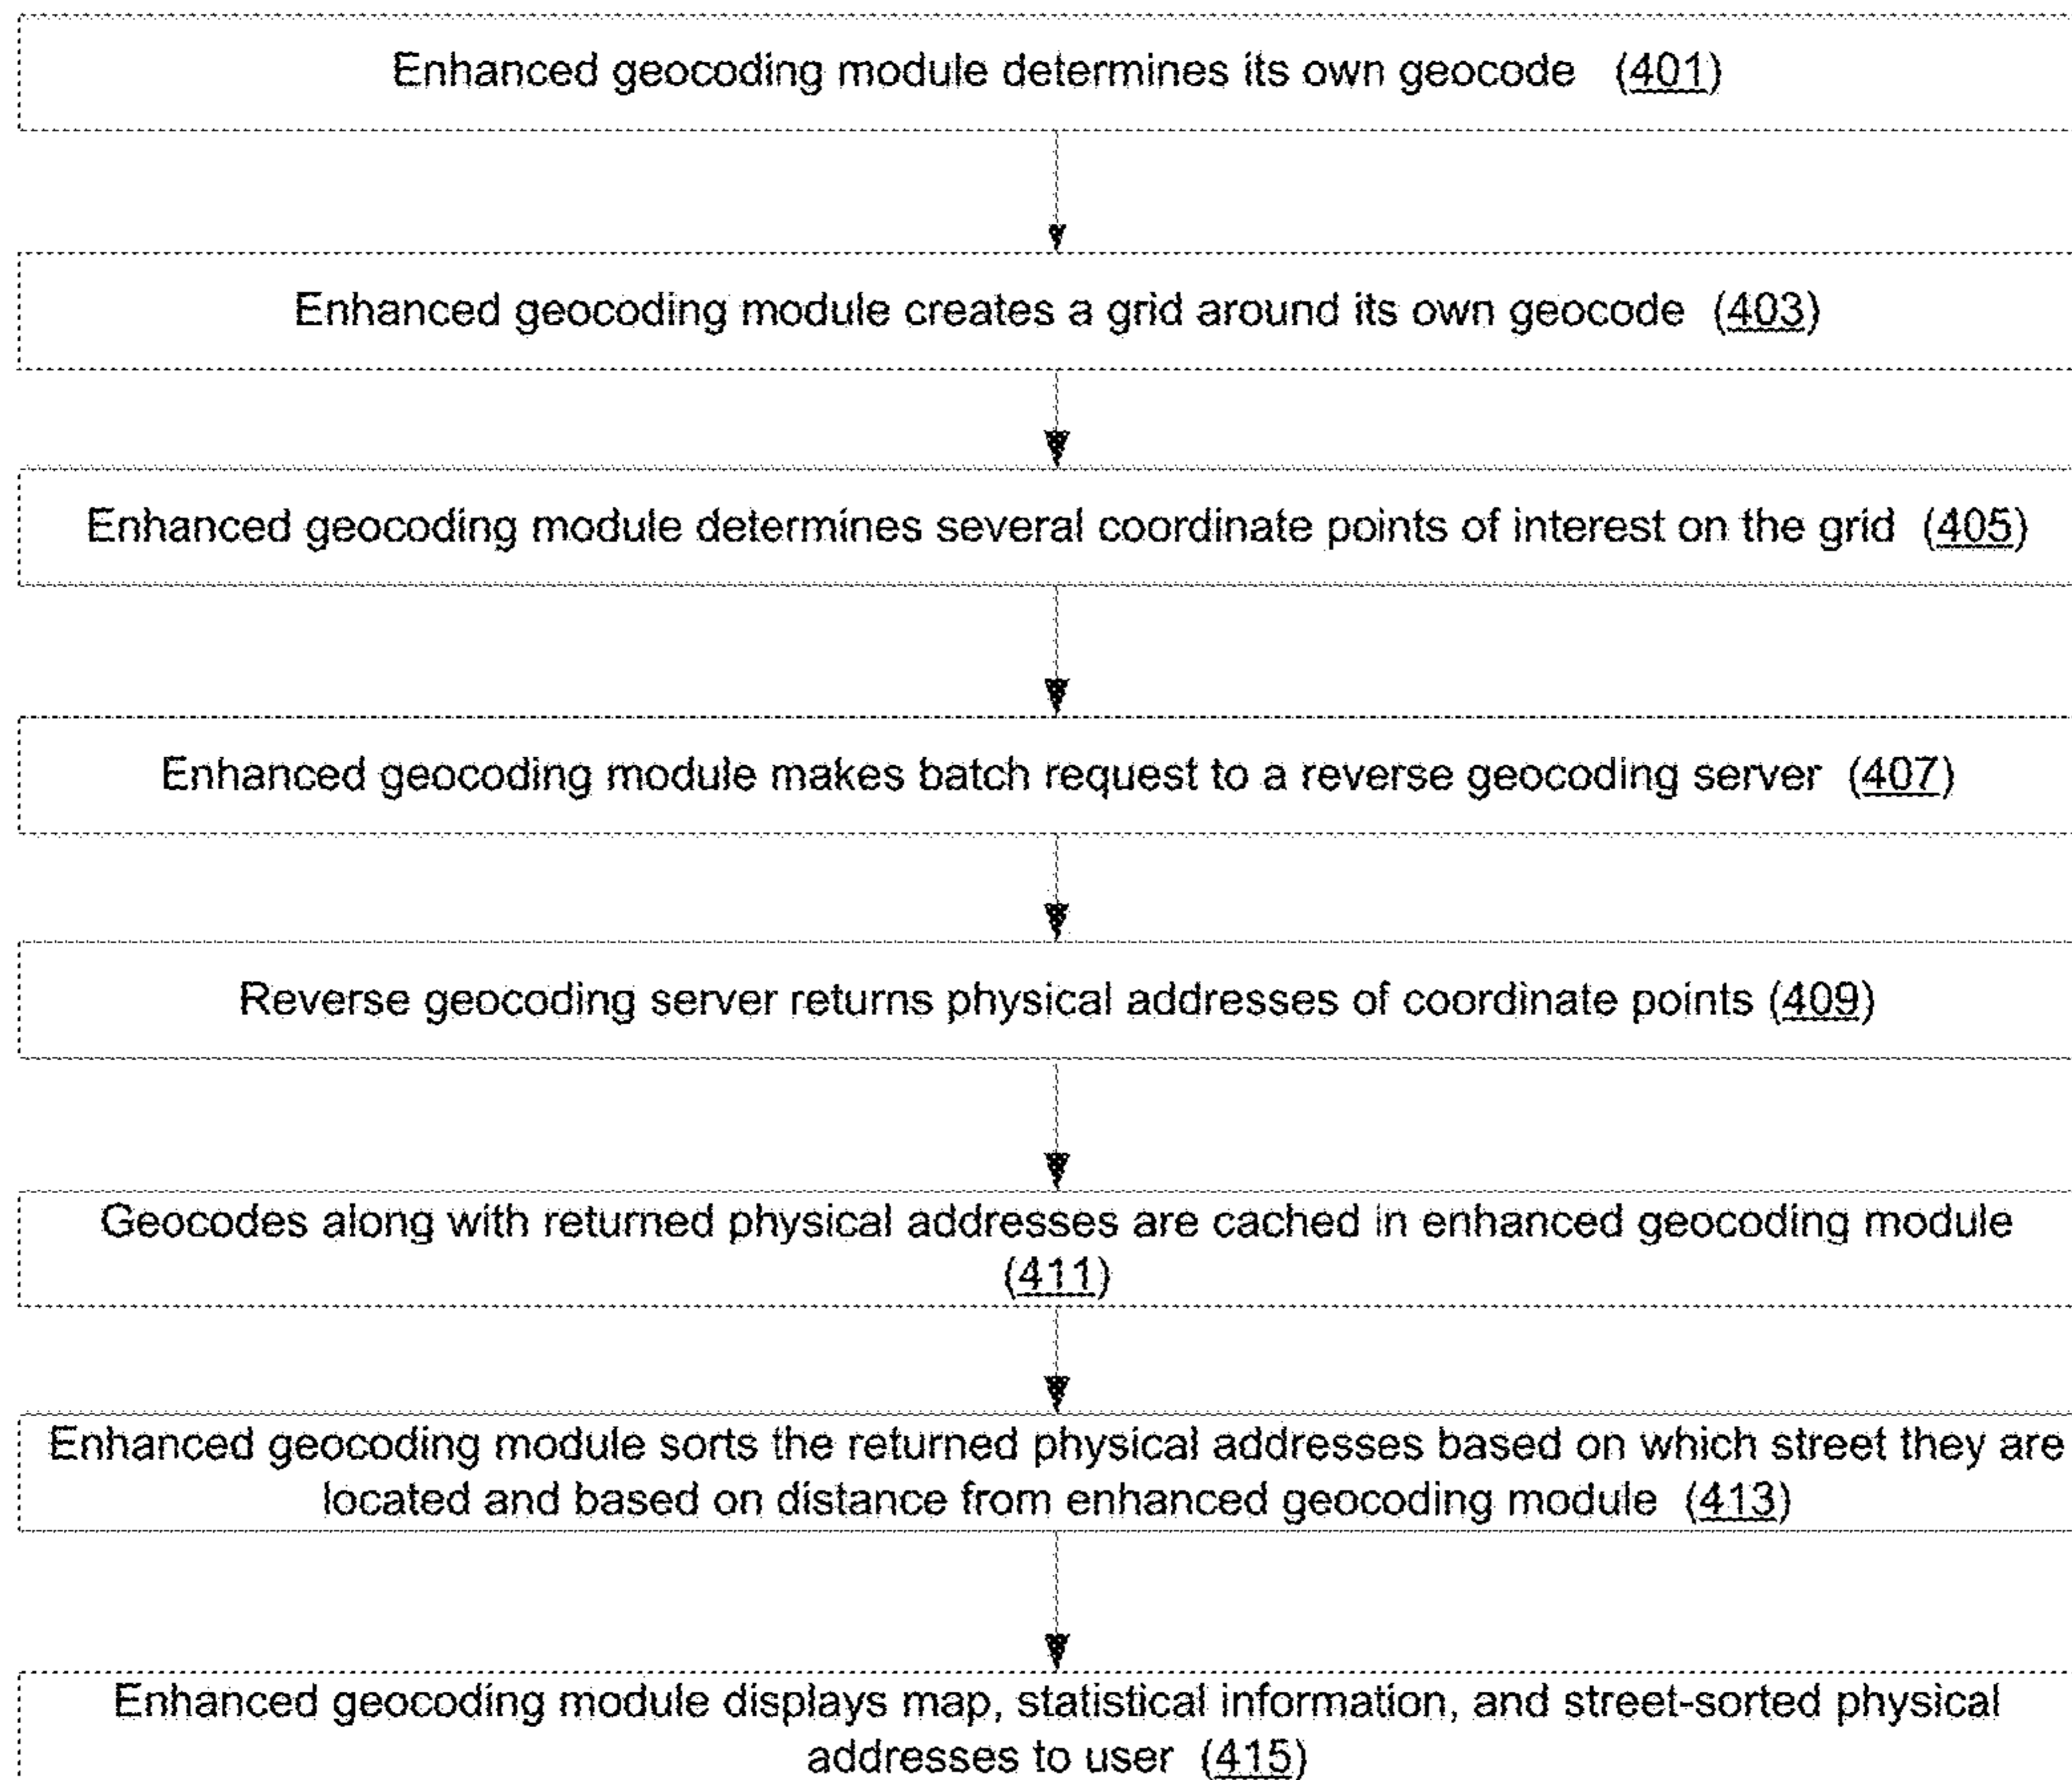 Enhanced geocoding module determines its own geocode (401)
Enhanced geocoding module creates a grid around its own geocode (403)
Enhanced geocoding module determines several coordinate points of interest on the grid (405)
Enhanced geocoding module makes batch request to a reverse geocoding server (407)
Reverse geocoding server returns physical addresses of coordinate points (409)
Geocodes along with returned physical addresses are cached in enhanced geocoding module
(411)
Enhanced geocoding module sorts the returned physical addresses based on which street they are
located and based on distance from enhanced geocoding module (413)
Enhanced geocoding module displays map, statistical information, and street-sorted physical
addresses to user (415)